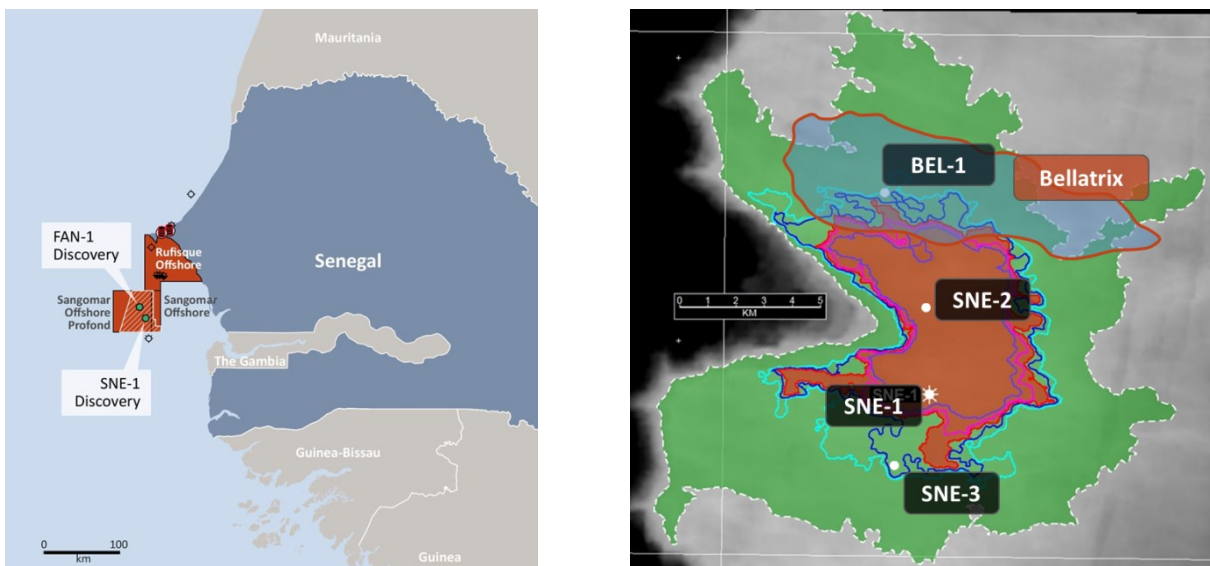 Mauritania
FAN-1
Discovery
Rufisque
Offshore
Senegal
Sangomar
Offshore
Profond
Sangomar
Offshore
The Gambia
SNE-1
Discovery
Guinea-Bissau
Guinea
0 100
km
BEL-1
Bellatrix
SNE-2
0 1 2 3 4 5
KM
SNE-1
SNE-1
SNE-3